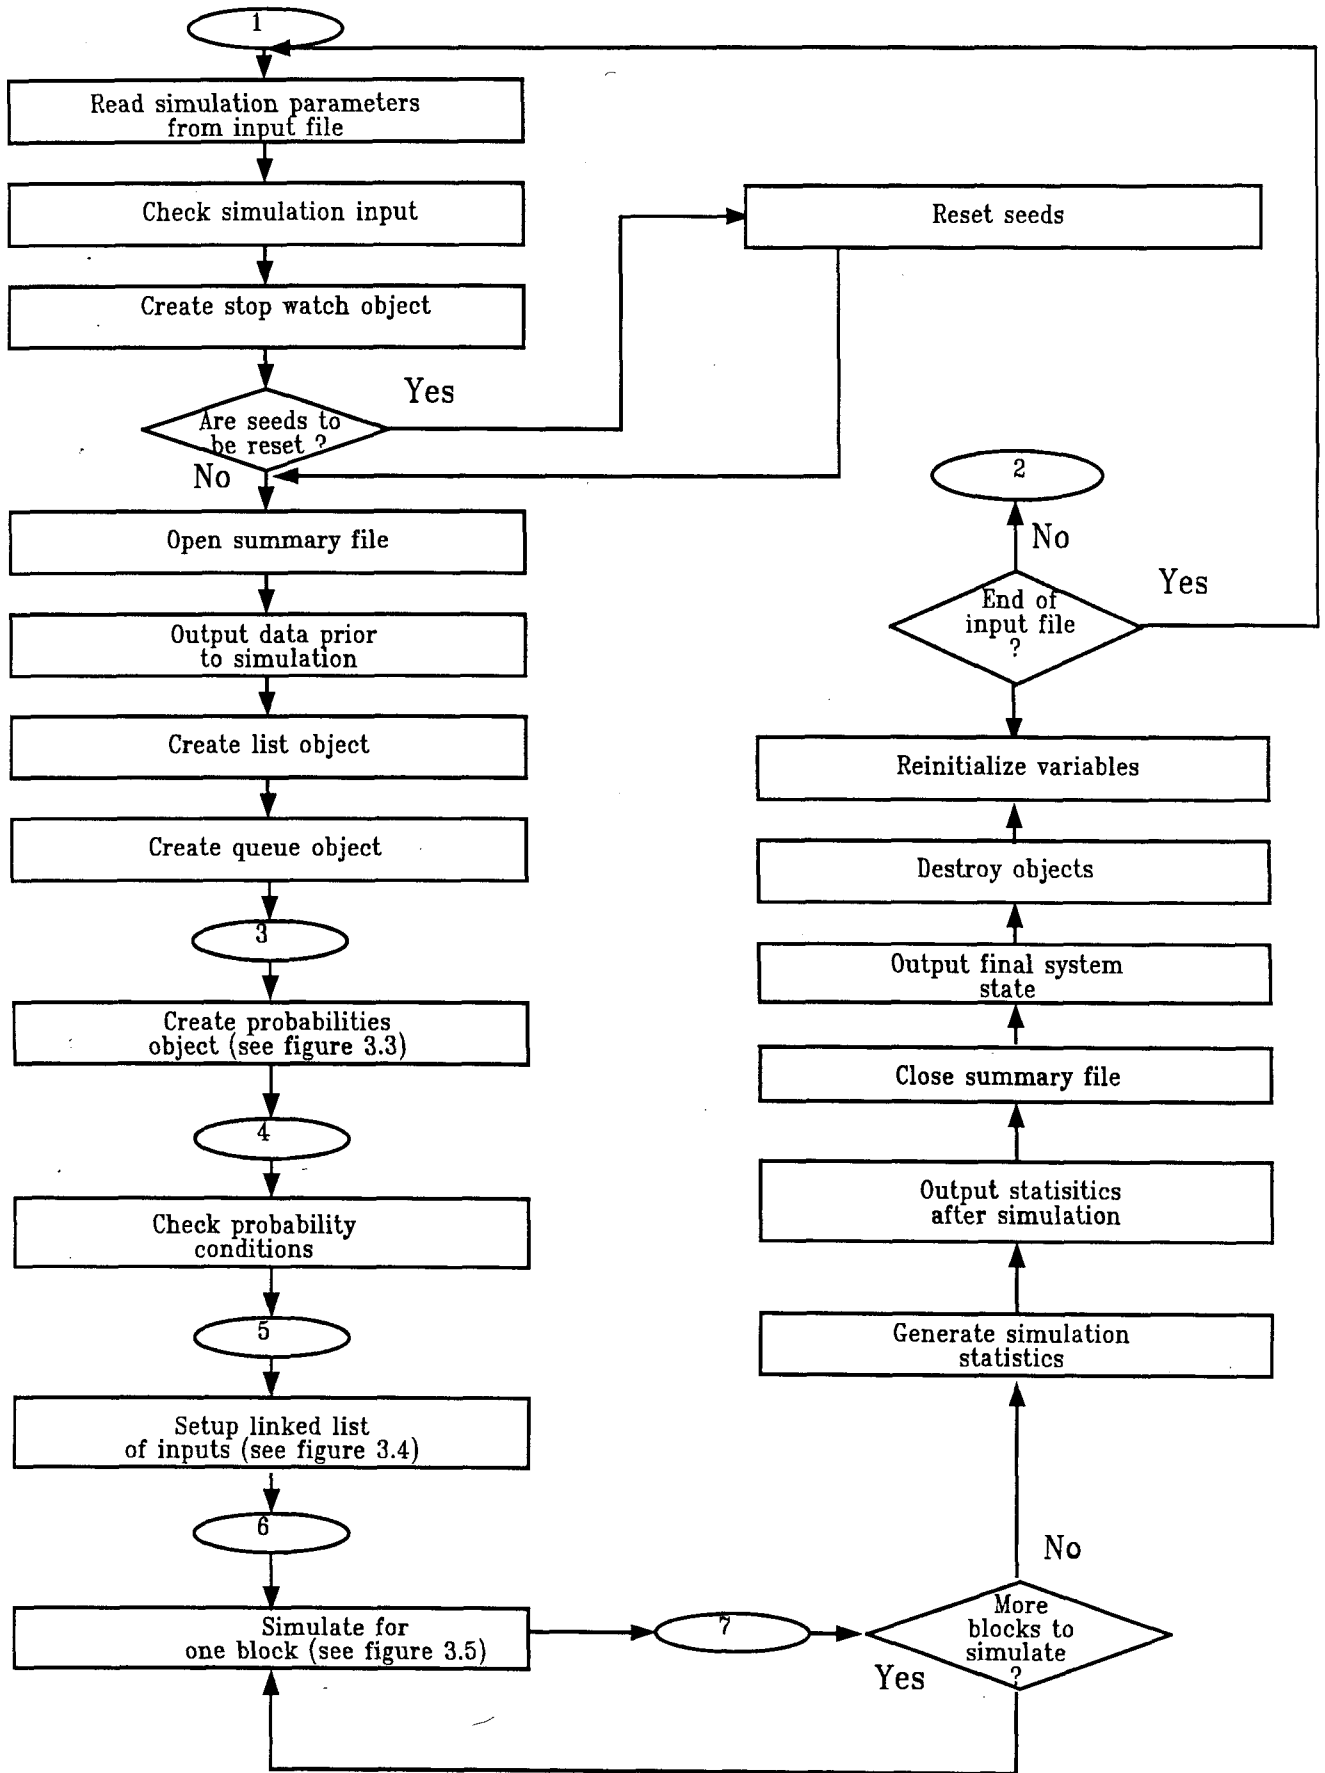 1
Read simulation parameters
from input file
Check simulation input
Create stop watch object
Are seeds to
be reset ?
Yes
No
Reset seeds
Open summary file
Output data prior
to simulation
Create list object
Create queue object
3
Create probabilities
object (see figure 3.3)
4
Check probability
conditions
5
Setup linked list
of inputs (see figure 3.4)
6
Simulate for
one block (see figure 3.5)
7
More
blocks to
simulate
?
Yes
No
Generate simulation
statistics
Output statisitics
after simulation
Close summary file
Output final system
state
Destroy objects
Reinitialize variables
End of
input file
?
Yes
No
2